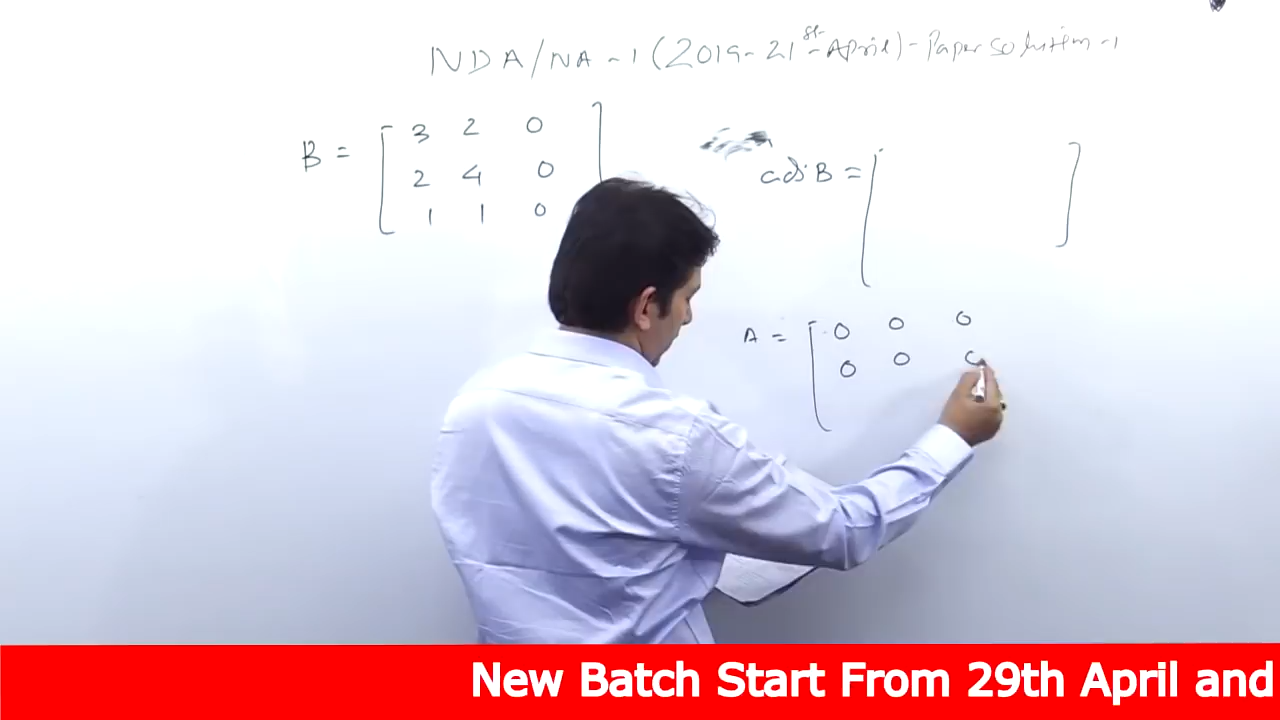 NDA/NA-1 (2019-21st April)-Paper solution-1
B = [ 3 2 0
2 4 0
1 1 0
adj B = [ ]
A = [ 0 0 0
0 0 0
New Batch Start From 29th April and